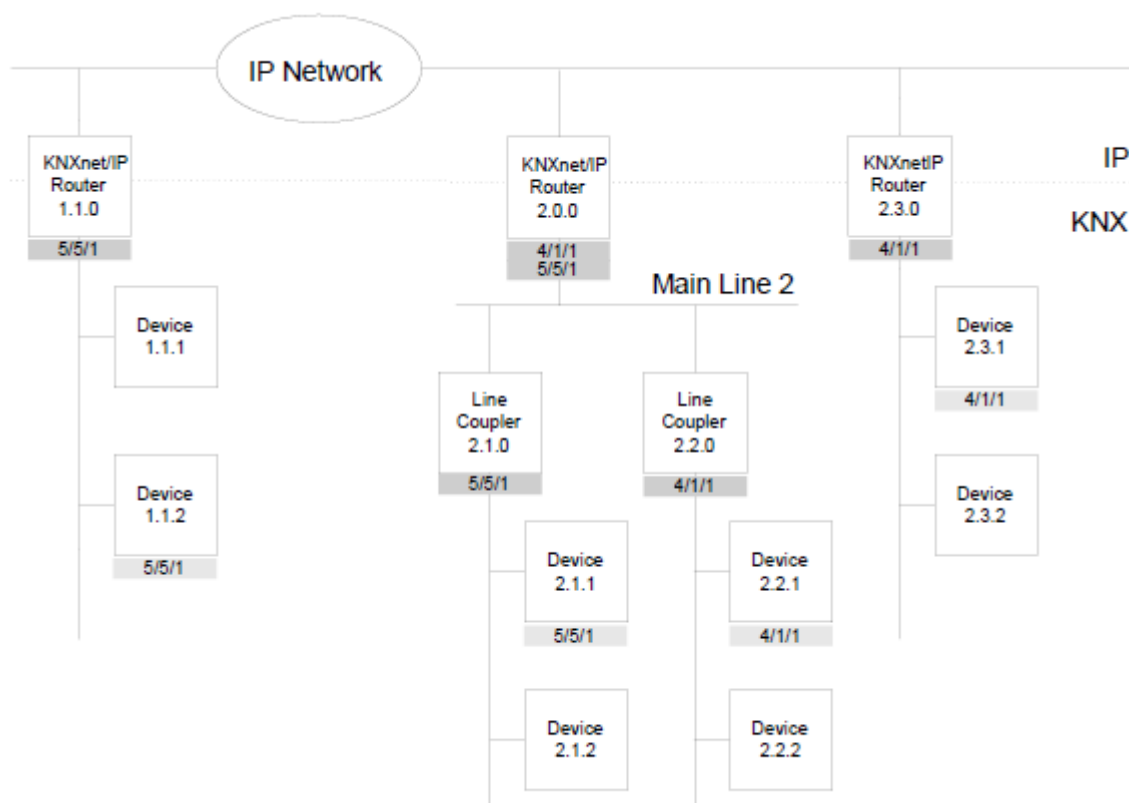 IP Network
KNXnet/IP
Router
1.1.0
5/5/1
KNXnet/IP
Router
2.0.0
4/1/1
5/5/1
KNXnetIP
Router
2.3.0
4/1/1
IP
KNX
Main Line 2
Device
1.1.1
Device
1.1.2
5/5/1
Line
Coupler
2.1.0
5/5/1
Line
Coupler
2.2.0
4/1/1
Device
2.3.1
4/1/1
Device
2.3.2
Device
2.1.1
5/5/1
Device
2.2.1
4/1/1
Device
2.1.2
Device
2.2.2